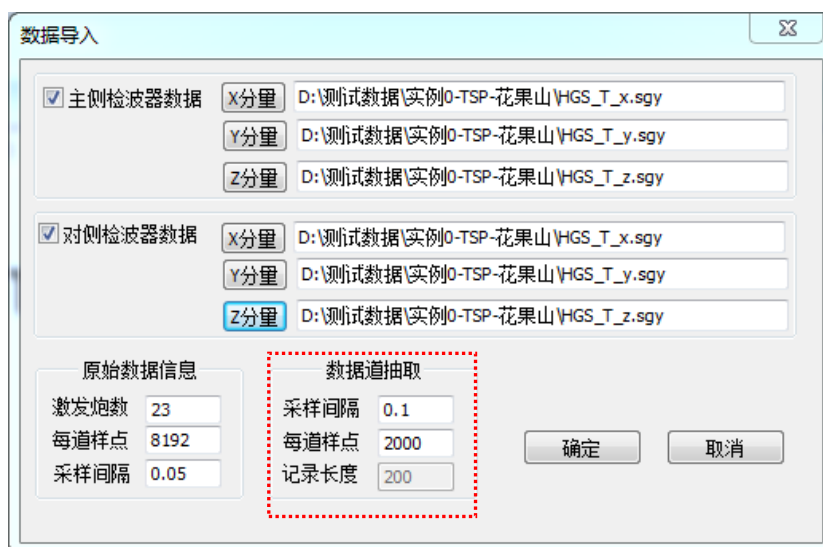 数据导入
主侧检波器数据 X分量 D:\测试数据\实例0-TSP-花果山\HGS_T_x.sgy
Y分量 D:\测试数据\实例0-TSP-花果山\HGS_T_y.sgy
Z分量 D:\测试数据\实例0-TSP-花果山\HGS_T_z.sgy
对侧检波器数据 X分量 D:\测试数据\实例0-TSP-花果山\HGS_T_x.sgy
Y分量 D:\测试数据\实例0-TSP-花果山\HGS_T_y.sgy
Z分量 D:\测试数据\实例0-TSP-花果山\HGS_T_z.sgy
原始数据信息
激发炮数 23
每道样点 8192
采样间隔 0.05
数据道抽取
采样间隔 0.1
每道样点 2000
记录长度 200
确定 取消